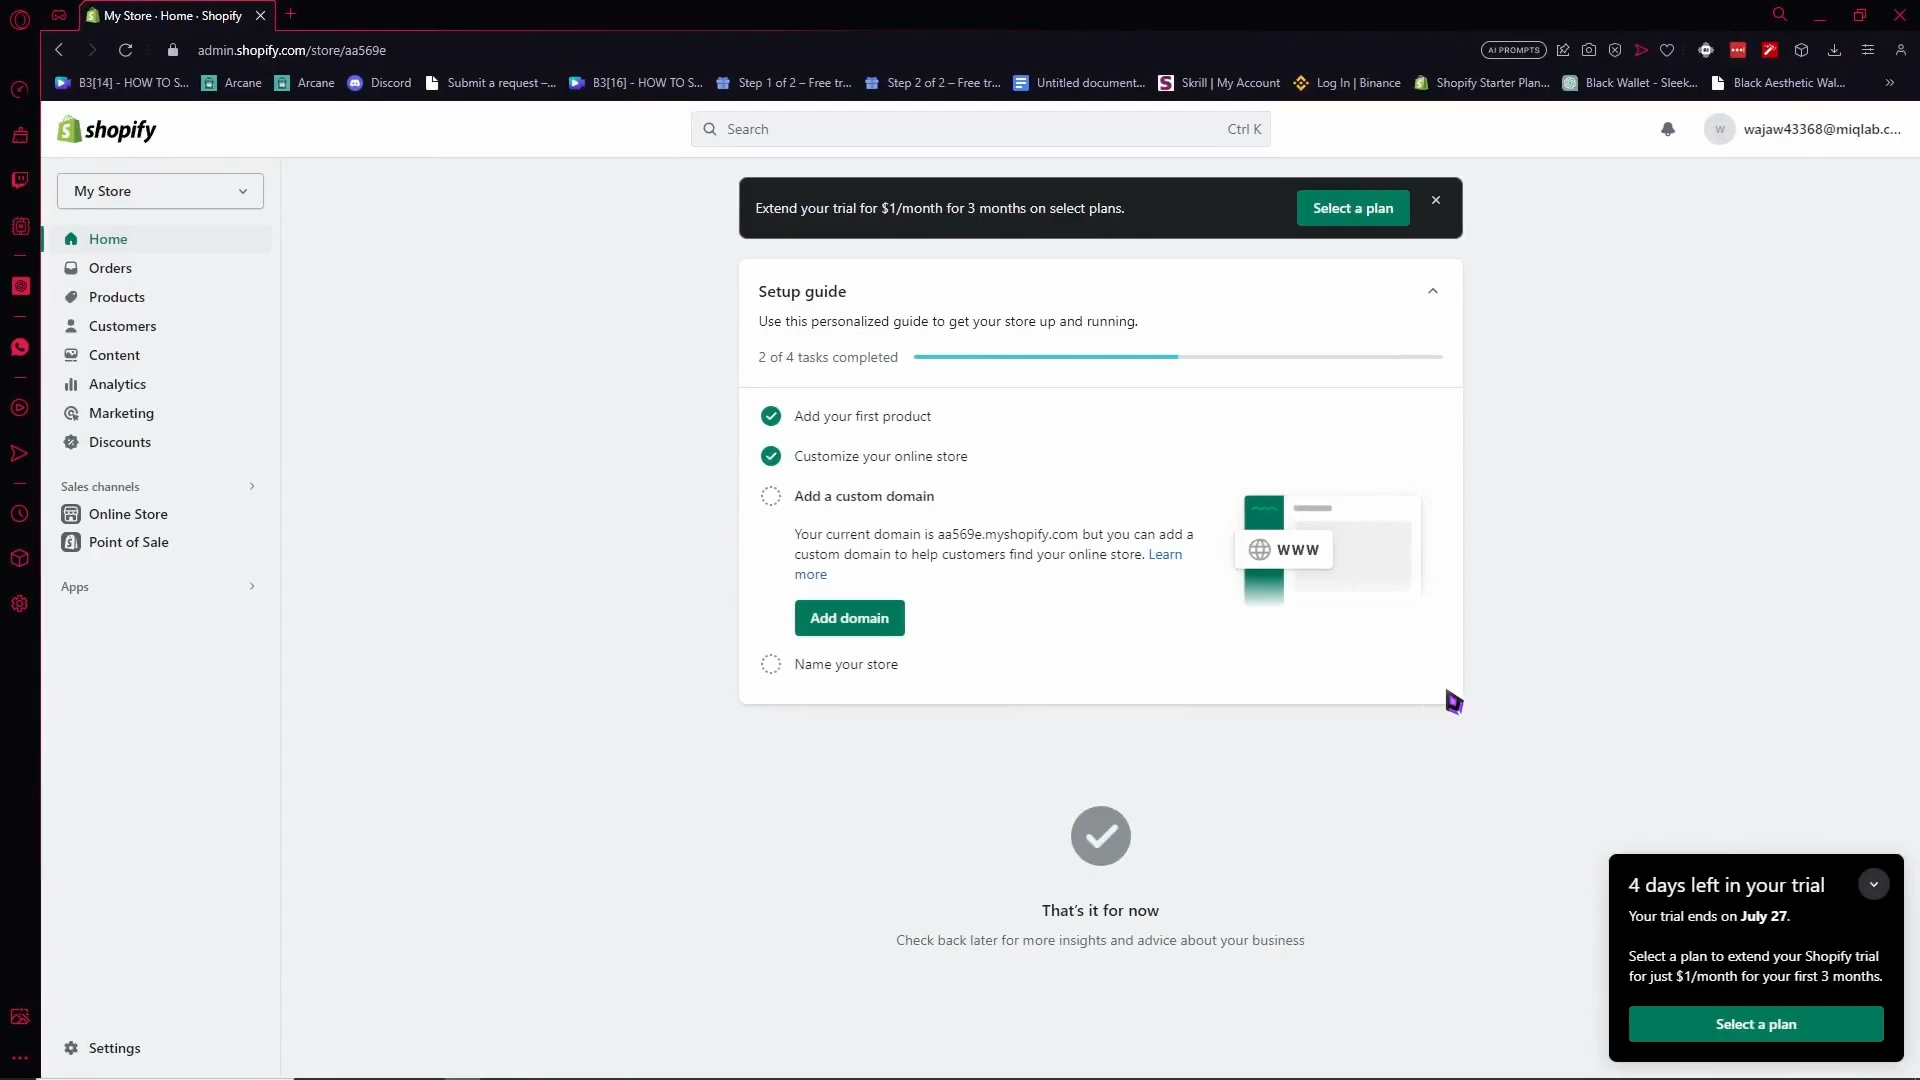 My Store · Home · Shopify
admin.shopify.com/store/aa569e
AI PROMPTS
B3[14] - HOW TO S...
Arcane
Arcane
Discord
Submit a request –...
B3[16] - HOW TO S...
Step 1 of 2 – Free tr...
Step 2 of 2 – Free tr...
Untitled document...
Skrill | My Account
Log In | Binance
Shopify Starter Plan...
Black Wallet - Sleek...
Black Aesthetic Wal...
shopify
Search
Ctrl K
W
wajaw43368@miqlab.c...
My Store
Home
Orders
Products
Customers
Content
Analytics
Marketing
Discounts
Sales channels
Online Store
Point of Sale
Apps
Settings
Extend your trial for $1/month for 3 months on select plans.
Select a plan
Setup guide
Use this personalized guide to get your store up and running.
2 of 4 tasks completed
Add your first product
Customize your online store
Add a custom domain
Your current domain is aa569e.myshopify.com but you can add a
custom domain to help customers find your online store. Learn
more
WWW
Add domain
Name your store
That's it for now
Check back later for more insights and advice about your business
4 days left in your trial
Your trial ends on July 27.
Select a plan to extend your Shopify trial
for just $1/month for your first 3 months.
Select a plan